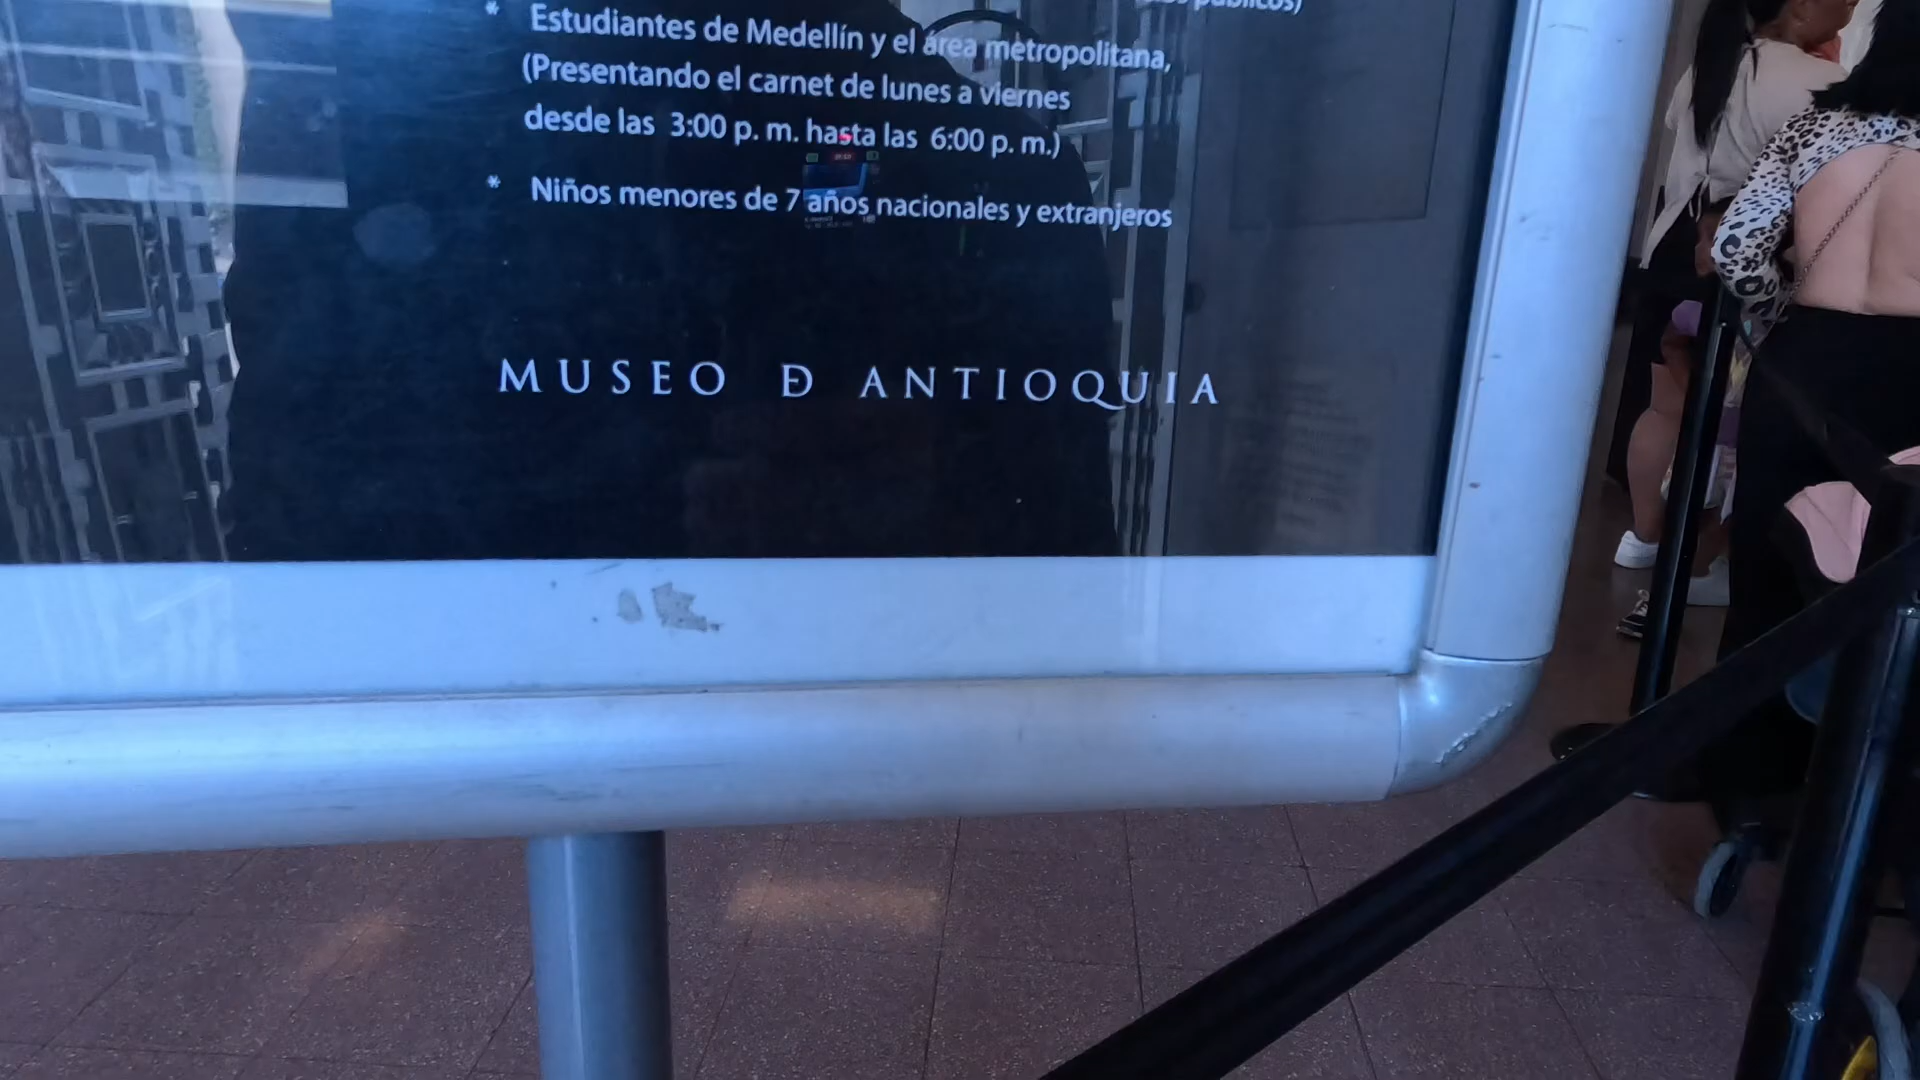 públicos)
* Estudiantes de Medellín y el área metropolitana,
(Presentando el carnet de lunes a viernes
desde las 3:00 p. m. hasta las 6:00 p. m.)
* Niños menores de 7 años nacionales y extranjeros
MUSEO Đ ANTIOQUIA